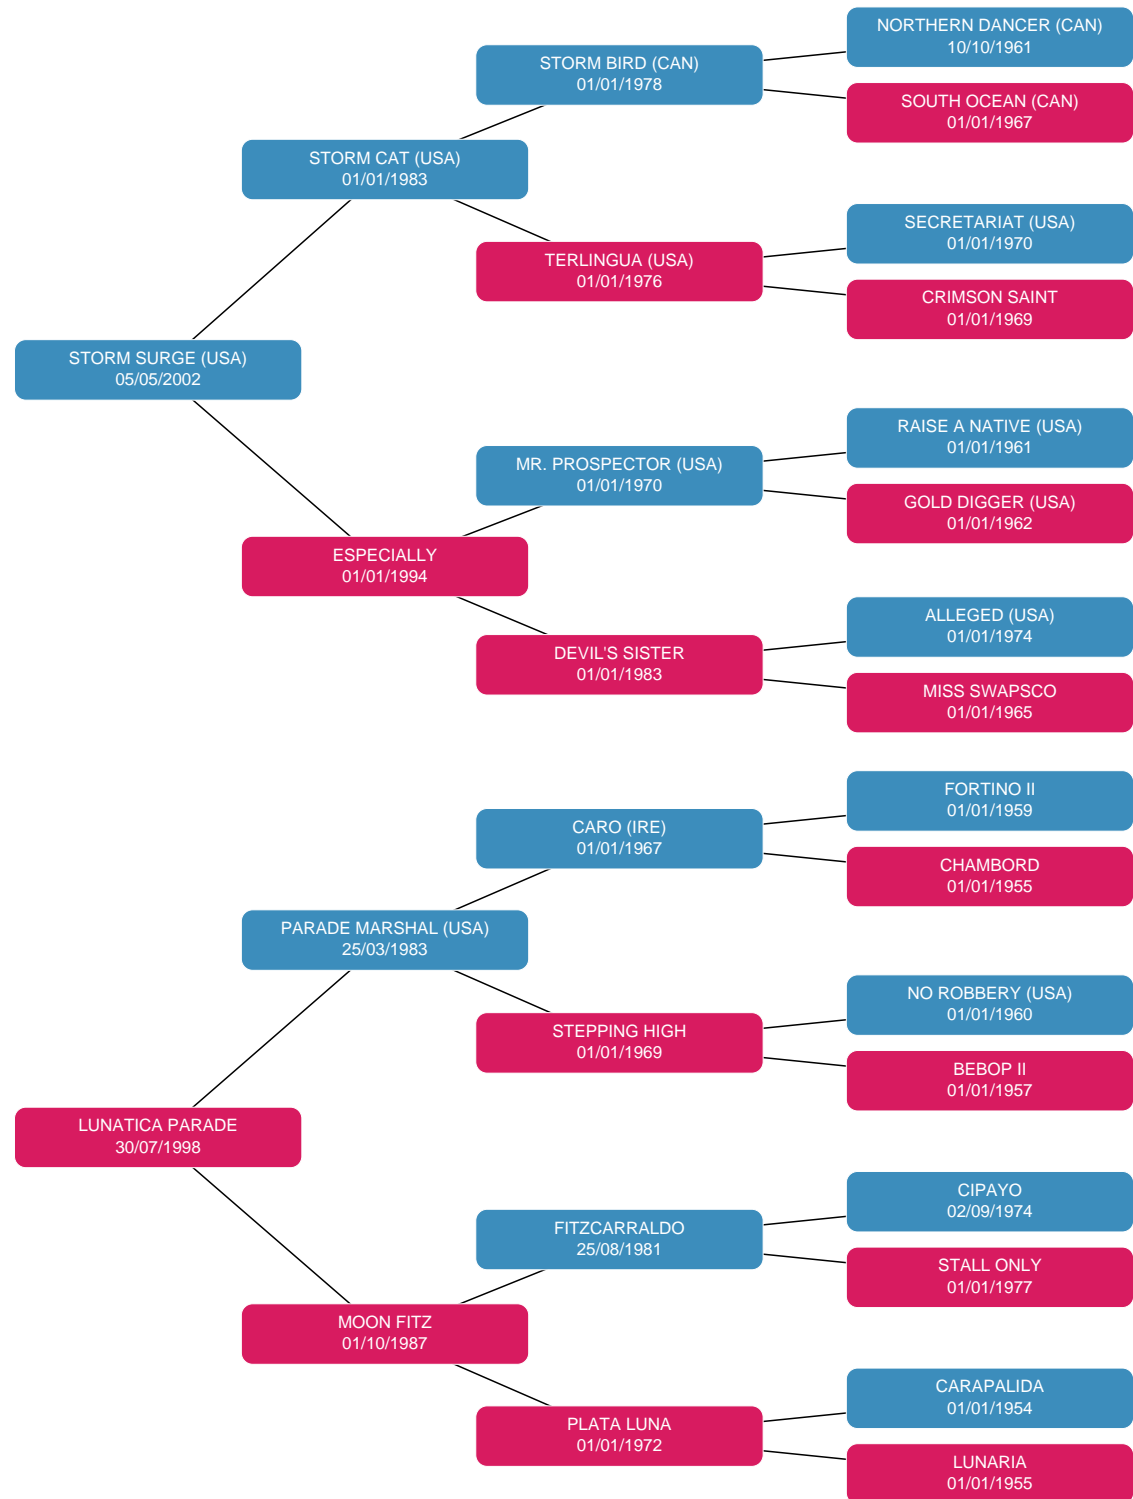 NORTHERN DANCER (CAN)
10/10/1961
STORM BIRD (CAN)
01/01/1978
SOUTH OCEAN (CAN)
01/01/1967
STORM CAT (USA)
01/01/1983
SECRETARIAT (USA)
01/01/1970
TERLINGUA (USA)
01/01/1976
CRIMSON SAINT
01/01/1969
STORM SURGE (USA)
05/05/2002
RAISE A NATIVE (USA)
01/01/1961
MR. PROSPECTOR (USA)
01/01/1970
GOLD DIGGER (USA)
01/01/1962
ESPECIALLY
01/01/1994
ALLEGED (USA)
01/01/1974
DEVIL'S SISTER
01/01/1983
MISS SWAPSCO
01/01/1965
FORTINO II
01/01/1959
CARO (IRE)
01/01/1967
CHAMBORD
01/01/1955
PARADE MARSHAL (USA)
25/03/1983
NO ROBBERY (USA)
01/01/1960
STEPPING HIGH
01/01/1969
BEBOP II
01/01/1957
LUNATICA PARADE
30/07/1998
CIPAYO
02/09/1974
FITZCARRALDO
25/08/1981
STALL ONLY
01/01/1977
MOON FITZ
01/10/1987
CARAPALIDA
01/01/1954
PLATA LUNA
01/01/1972
LUNARIA
01/01/1955